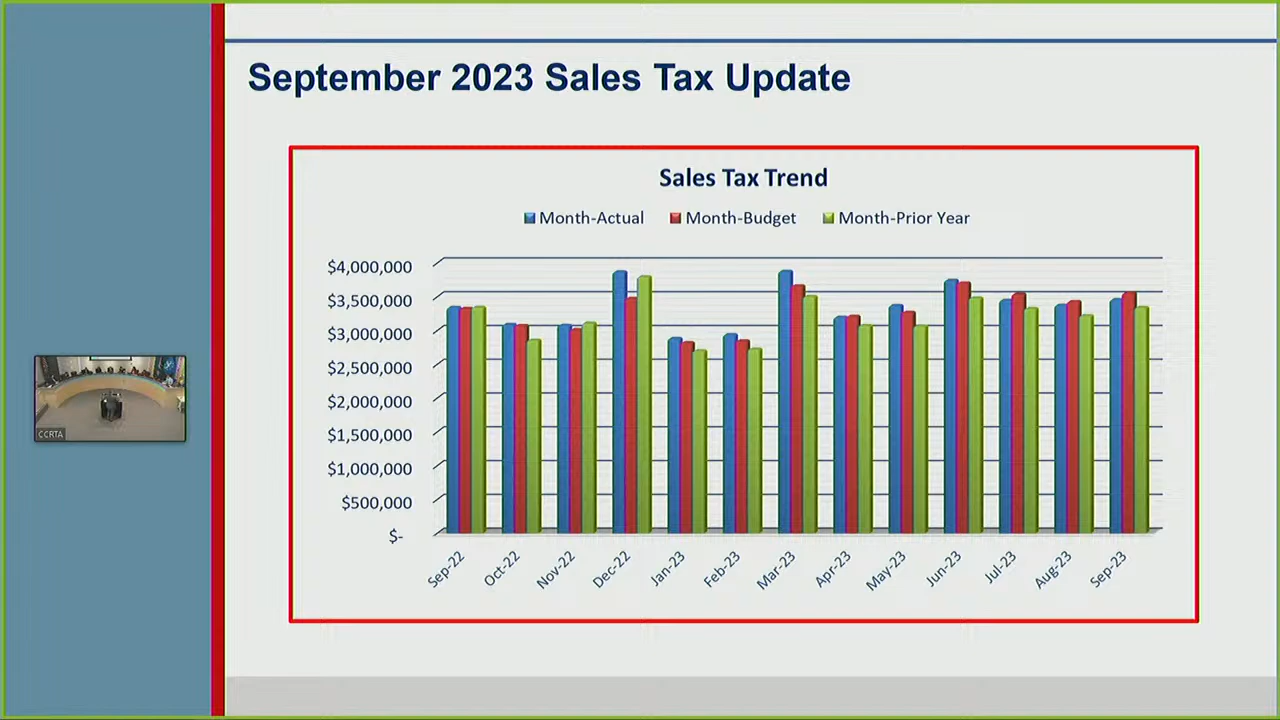 September 2023 Sales Tax Update
Sales Tax Trend
Month-Actual Month-Budget Month-Prior Year
$4,000,000
$3,500,000
$3,000,000
$2,500,000
$2,000,000
$1,500,000
$1,000,000
$500,000
$-
Sep-22 Oct-22 Nov-22 Dec-22 Jan-23 Feb-23 Mar-23 Apr-23 May-23 Jun-23 Jul-23 Aug-23 Sep-23
CCRTA